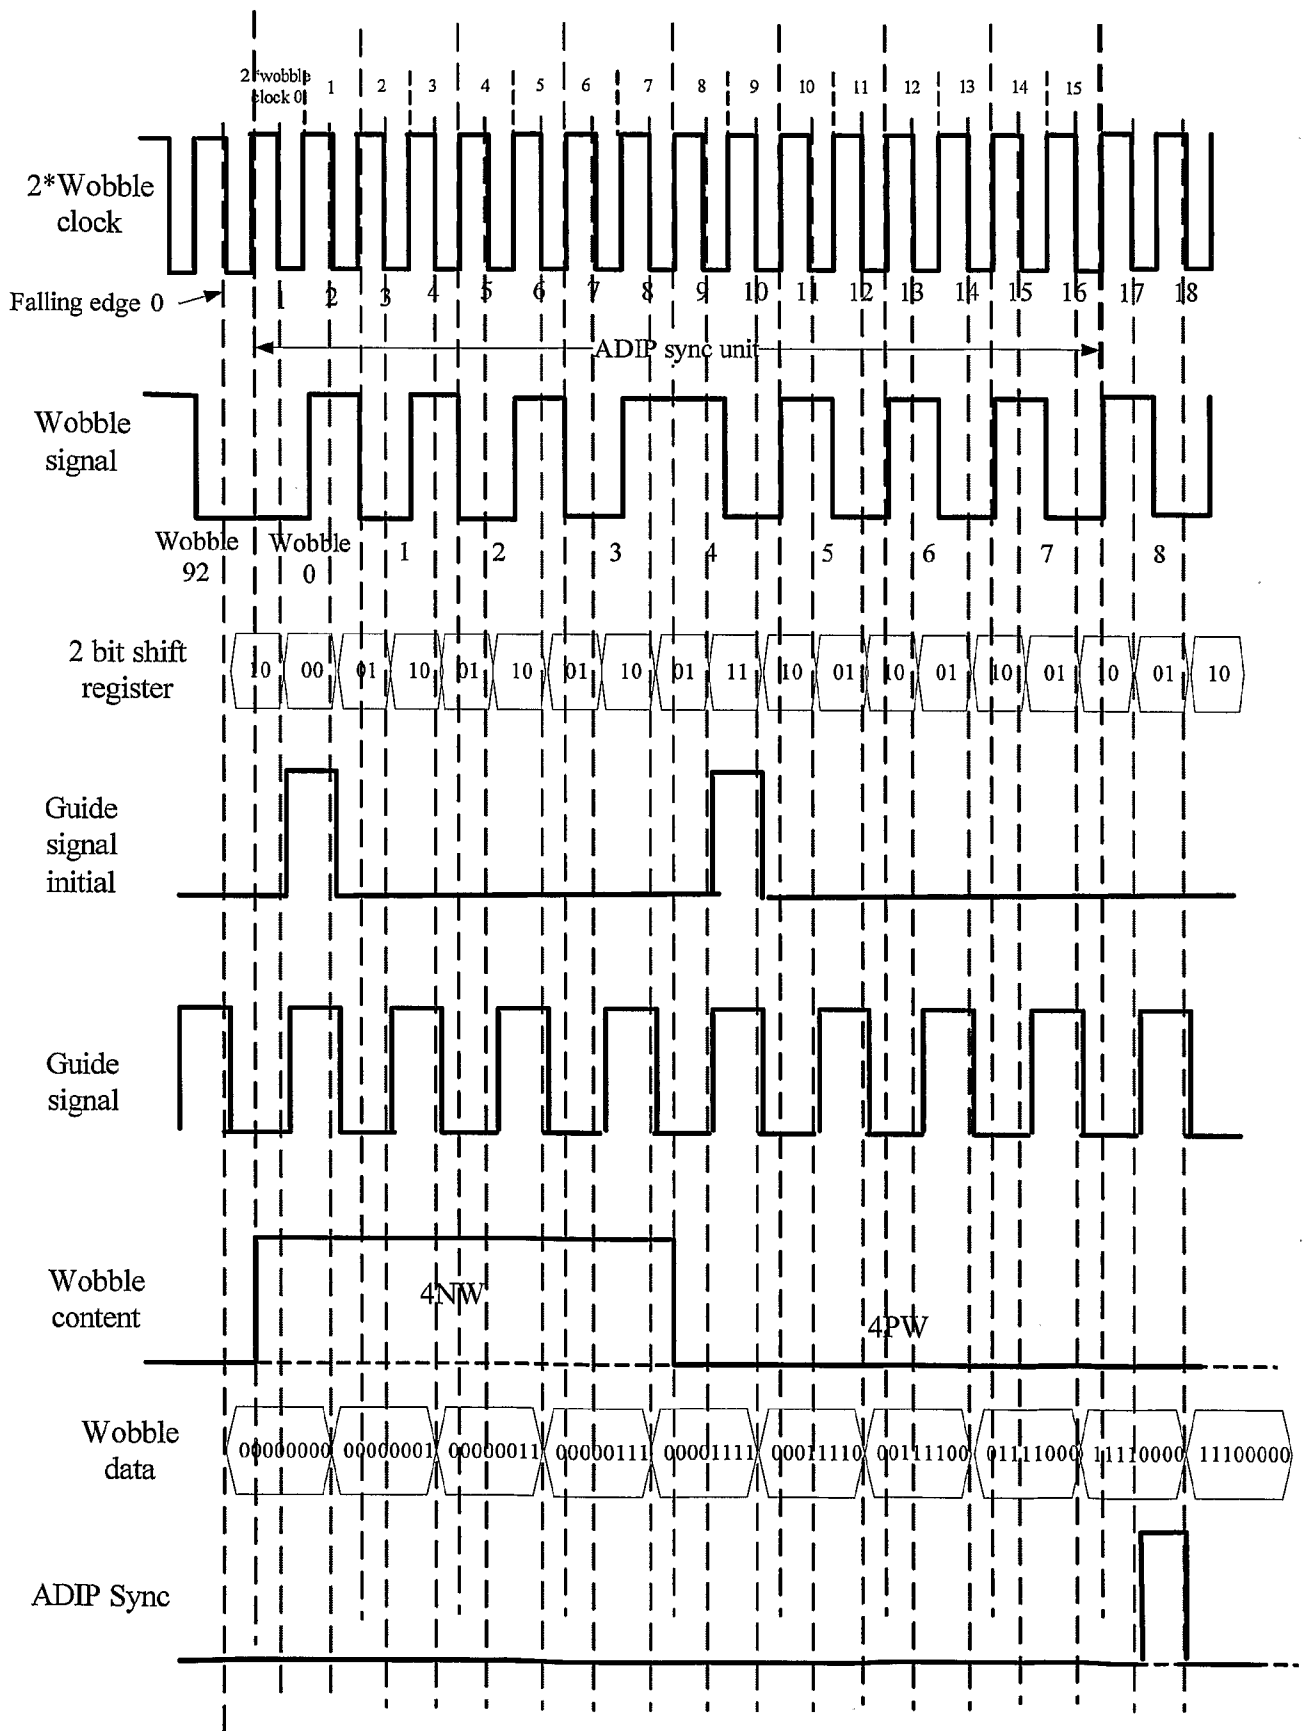 2 *wobble
clock 0
1 2 3 4 5 6 7 8 9 10 11 12 13 14 15
2*Wobble
clock
Falling edge 0
1 2 3 4 5 6 7 8 9 10 11 12 13 14 15 16 17 18
ADIP sync unit
Wobble
signal
Wobble
92
Wobble
0
1 2 3 4 5 6 7 8
2 bit shift
register
10 00 01 10 01 10 01 10 01 11 10 01 10 01 10 01 10 01 10
Guide
signal
initial
Guide
signal
Wobble
content
4NW
4PW
Wobble
data
00000000 00000001 00000011 00000111 00001111 00011110 00111100 01111000 11110000 11100000
ADIP Sync